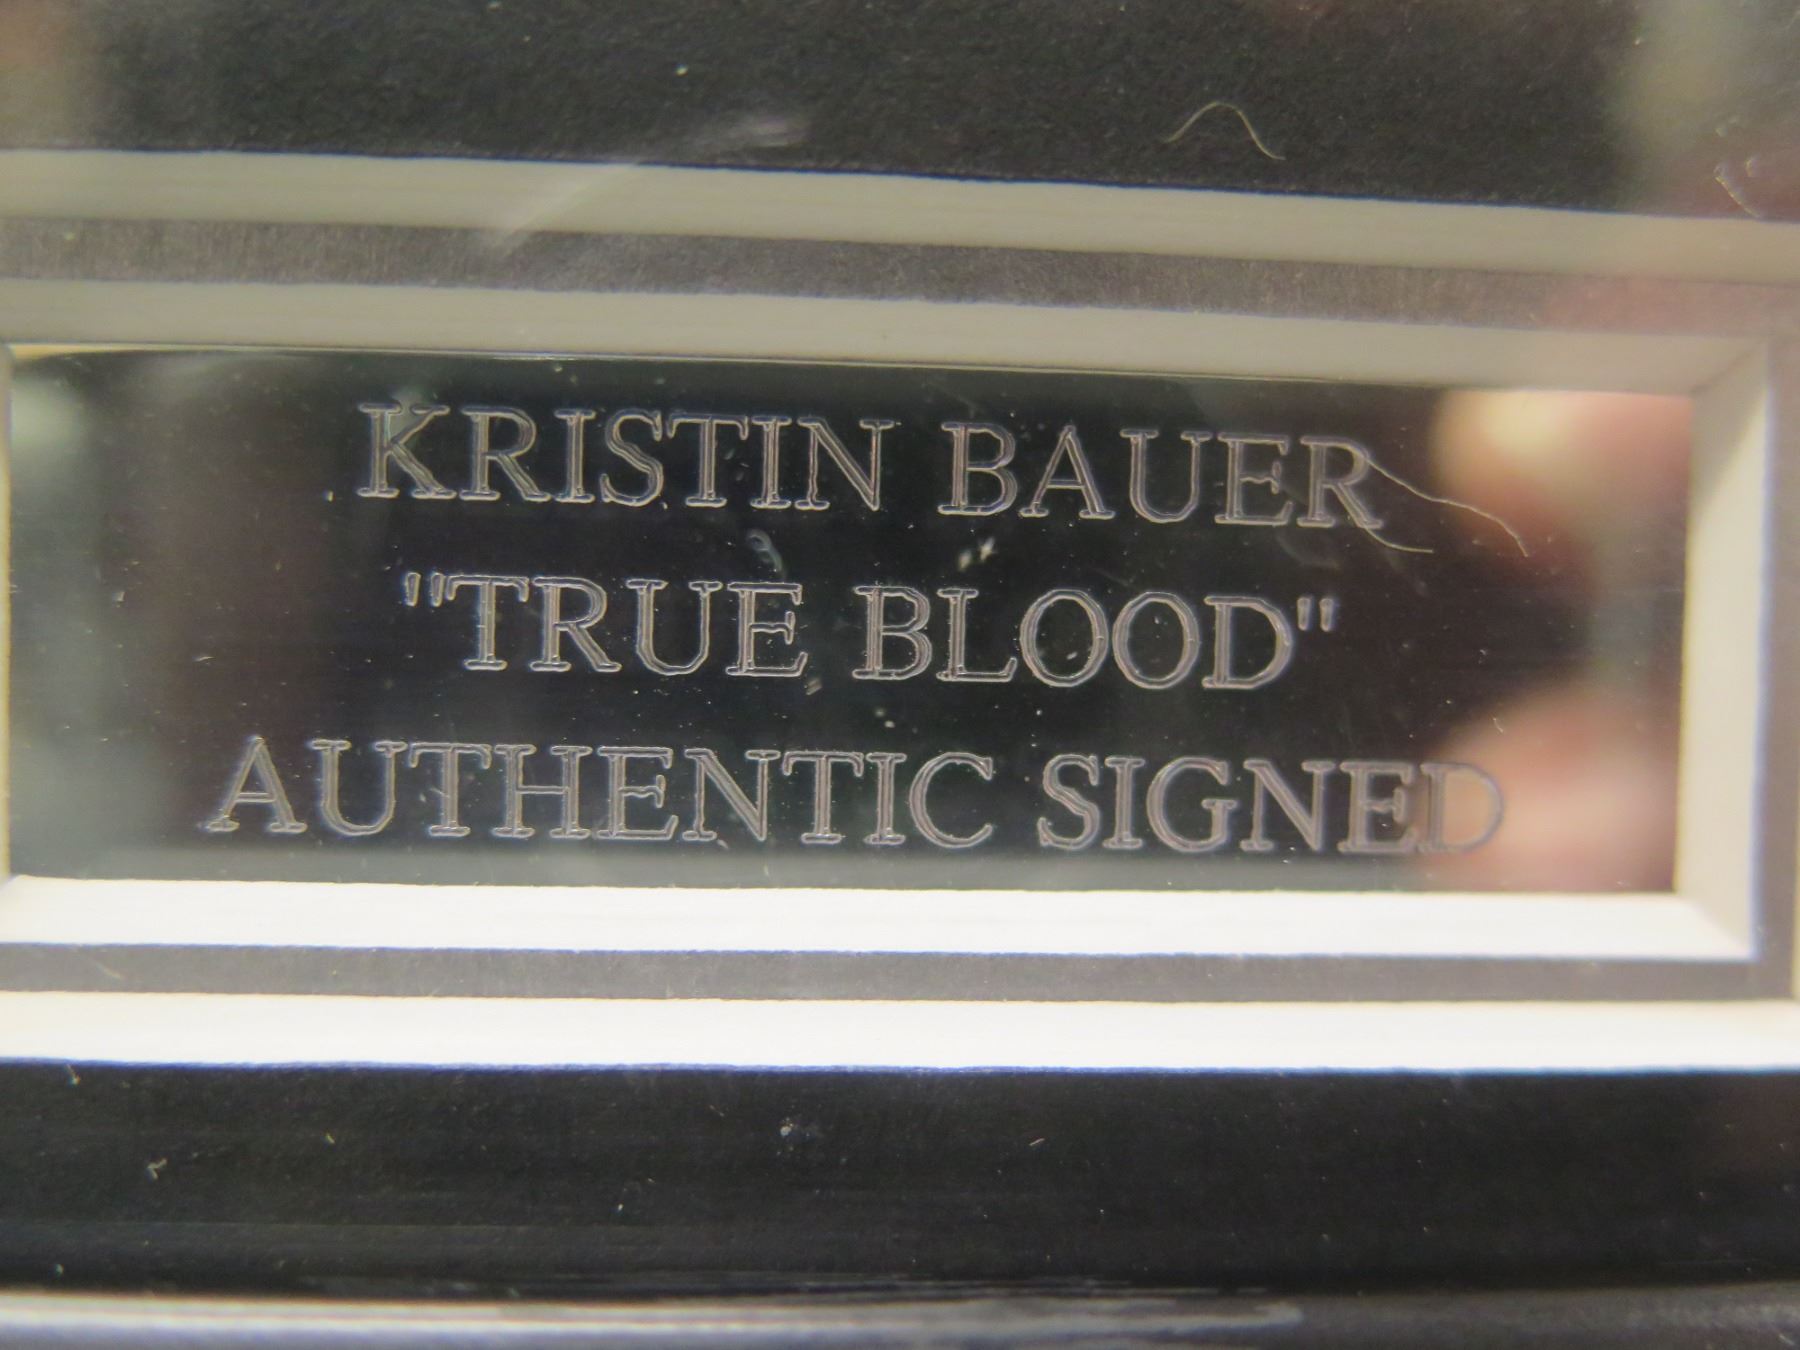 KRISTIN BAUER
"TRUE BLOOD"
AUTHENTIC SIGNED